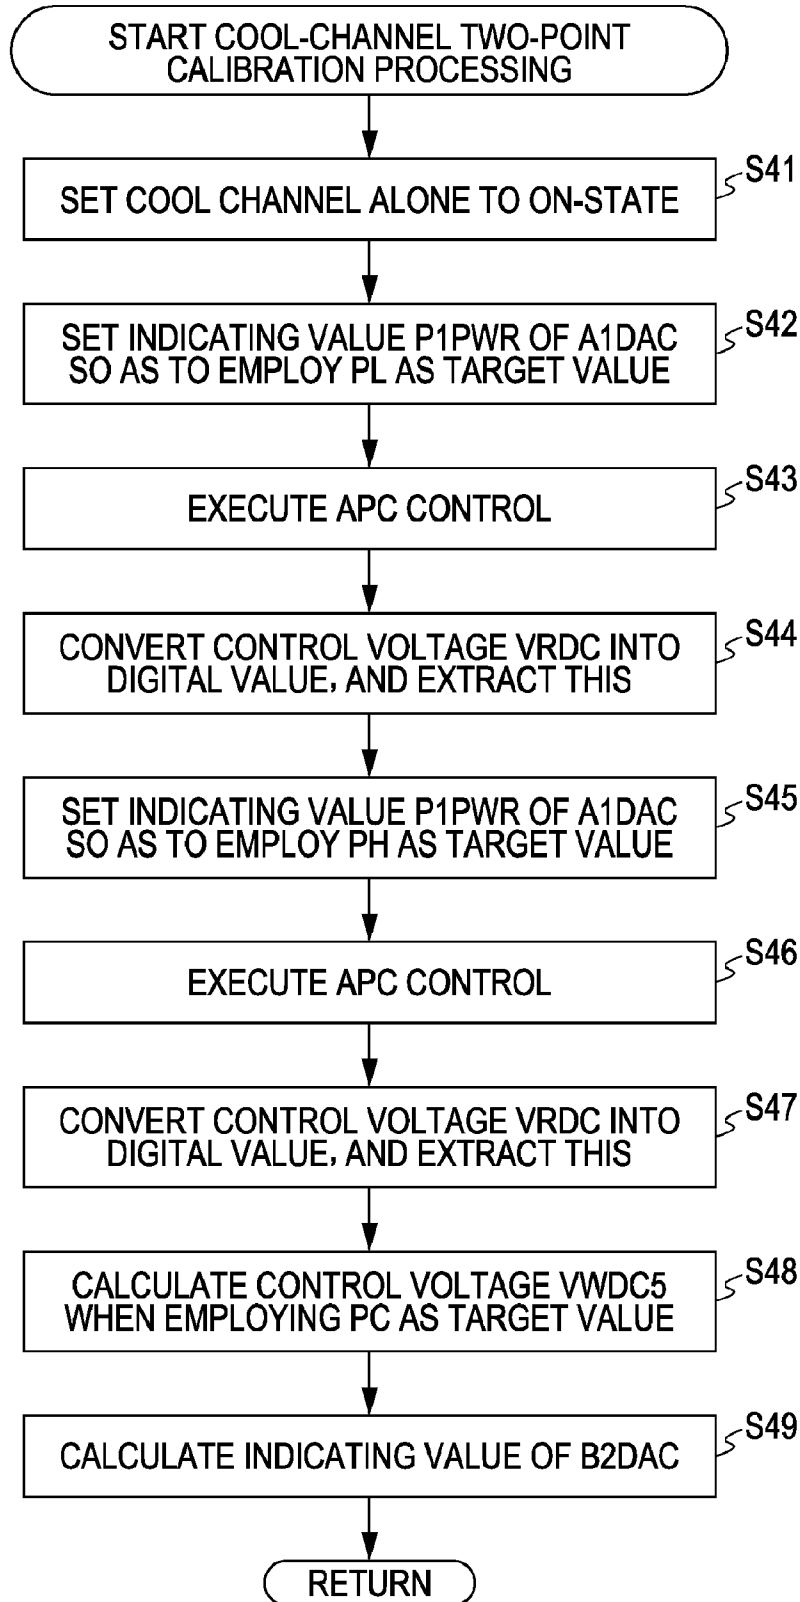 START COOL-CHANNEL TWO-POINT
CALIBRATION PROCESSING
S41
SET COOL CHANNEL ALONE TO ON-STATE
S42
SET INDICATING VALUE P1PWR OF A1DAC
SO AS TO EMPLOY PL AS TARGET VALUE
S43
EXECUTE APC CONTROL
S44
CONVERT CONTROL VOLTAGE VRDC INTO
DIGITAL VALUE, AND EXTRACT THIS
S45
SET INDICATING VALUE P1PWR OF A1DAC
SO AS TO EMPLOY PH AS TARGET VALUE
S46
EXECUTE APC CONTROL
S47
CONVERT CONTROL VOLTAGE VRDC INTO
DIGITAL VALUE, AND EXTRACT THIS
S48
CALCULATE CONTROL VOLTAGE VWDC5
WHEN EMPLOYING PC AS TARGET VALUE
S49
CALCULATE INDICATING VALUE OF B2DAC
RETURN